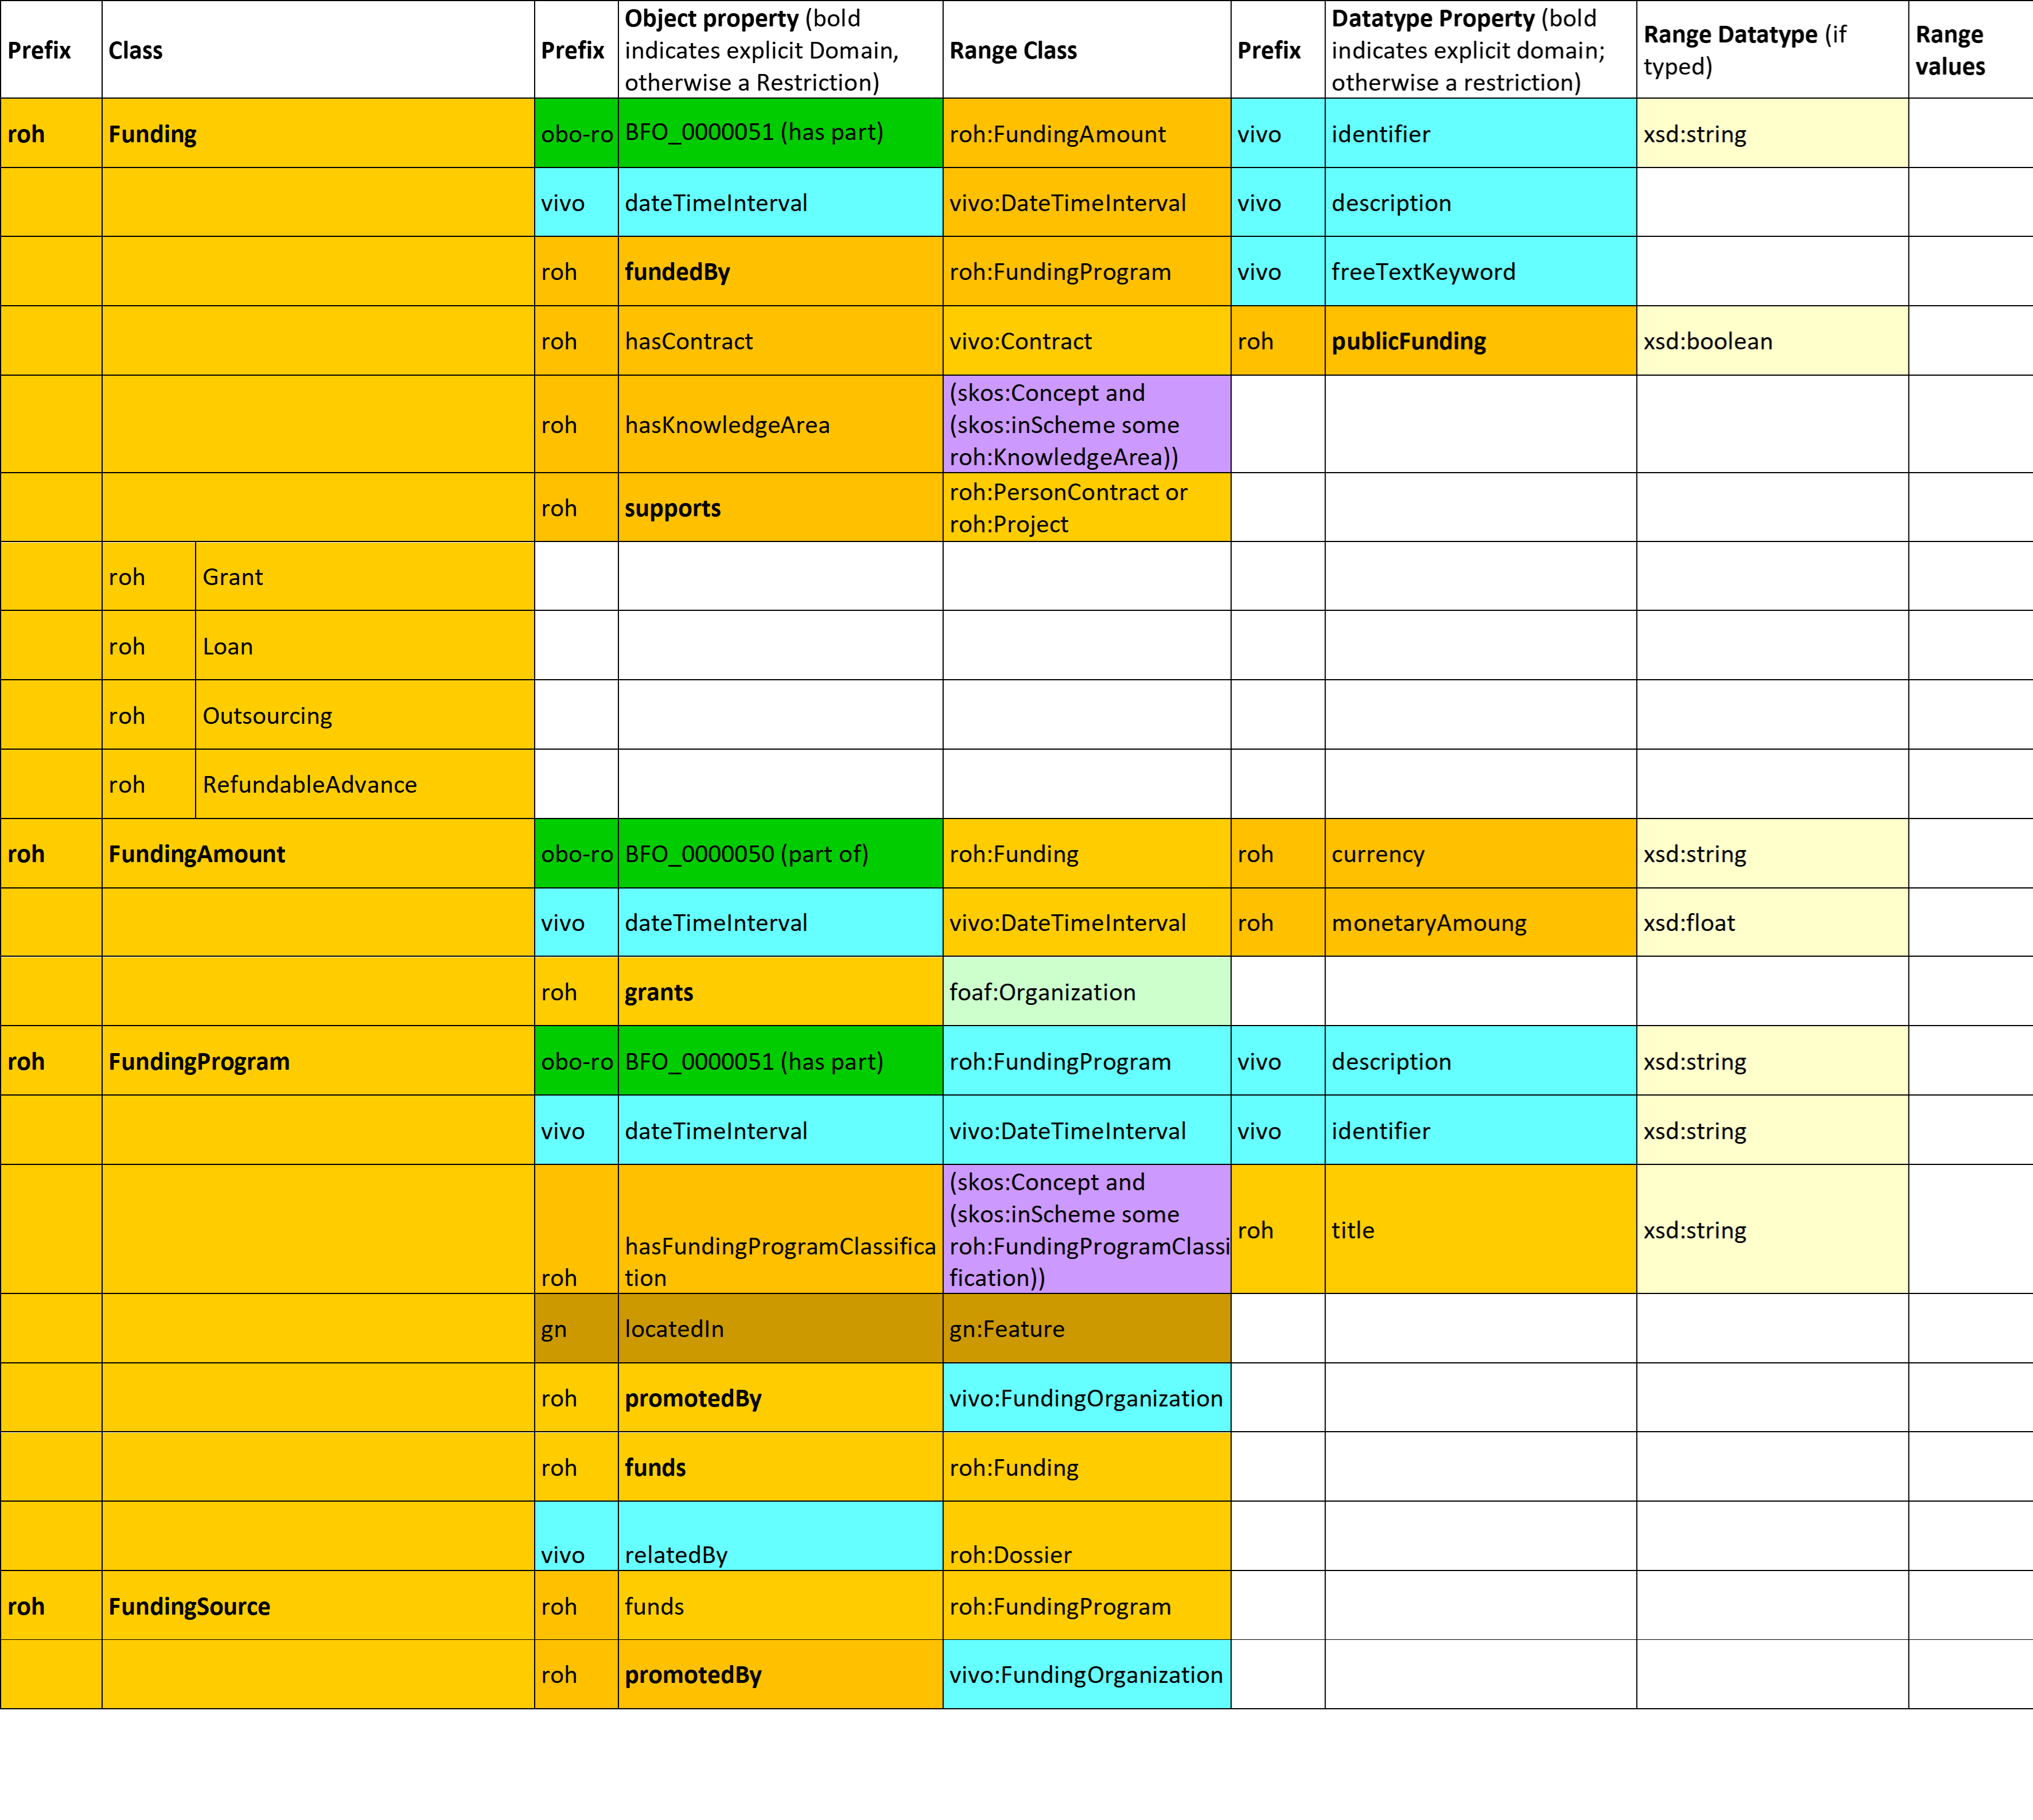 Prefix
Class
Prefix
Object property (bold
indicates explicit Domain,
otherwise a Restriction)
Range Class
Prefix
Datatype Property (bold
indicates explicit domain;
otherwise a restriction)
Range Datatype (if
typed)
Range
values
roh Funding obo-ro BFO_0000051 (has part) roh:FundingAmount vivo identifier xsd:string
vivo dateTimeInterval vivo:DateTimeInterval vivo description
roh fundedBy roh:FundingProgram vivo freeTextKeyword
roh hasContract vivo:Contract roh publicFunding xsd:boolean
roh hasKnowledgeArea
(skos:Concept and
(skos:inScheme some
roh:KnowledgeArea))
roh supports
roh:PersonContract or
roh:Project
roh Grant
roh Loan
roh Outsourcing
roh RefundableAdvance
roh FundingAmount obo-ro BFO_0000050 (part of) roh:Funding roh currency xsd:string
vivo dateTimeInterval vivo:DateTimeInterval roh monetaryAmoung xsd:float
roh grants foaf:Organization
roh FundingProgram obo-ro BFO_0000051 (has part) roh:FundingProgram vivo description xsd:string
vivo dateTimeInterval vivo:DateTimeInterval vivo identifier xsd:string
roh
hasFundingProgramClassifica
tion
(skos:Concept and
(skos:inScheme some
roh:FundingProgramClassi
fication))
roh title xsd:string
gn locatedIn gn:Feature
roh promotedBy vivo:FundingOrganization
roh funds roh:Funding
vivo relatedBy roh:Dossier
roh FundingSource roh funds roh:FundingProgram
roh promotedBy vivo:FundingOrganization